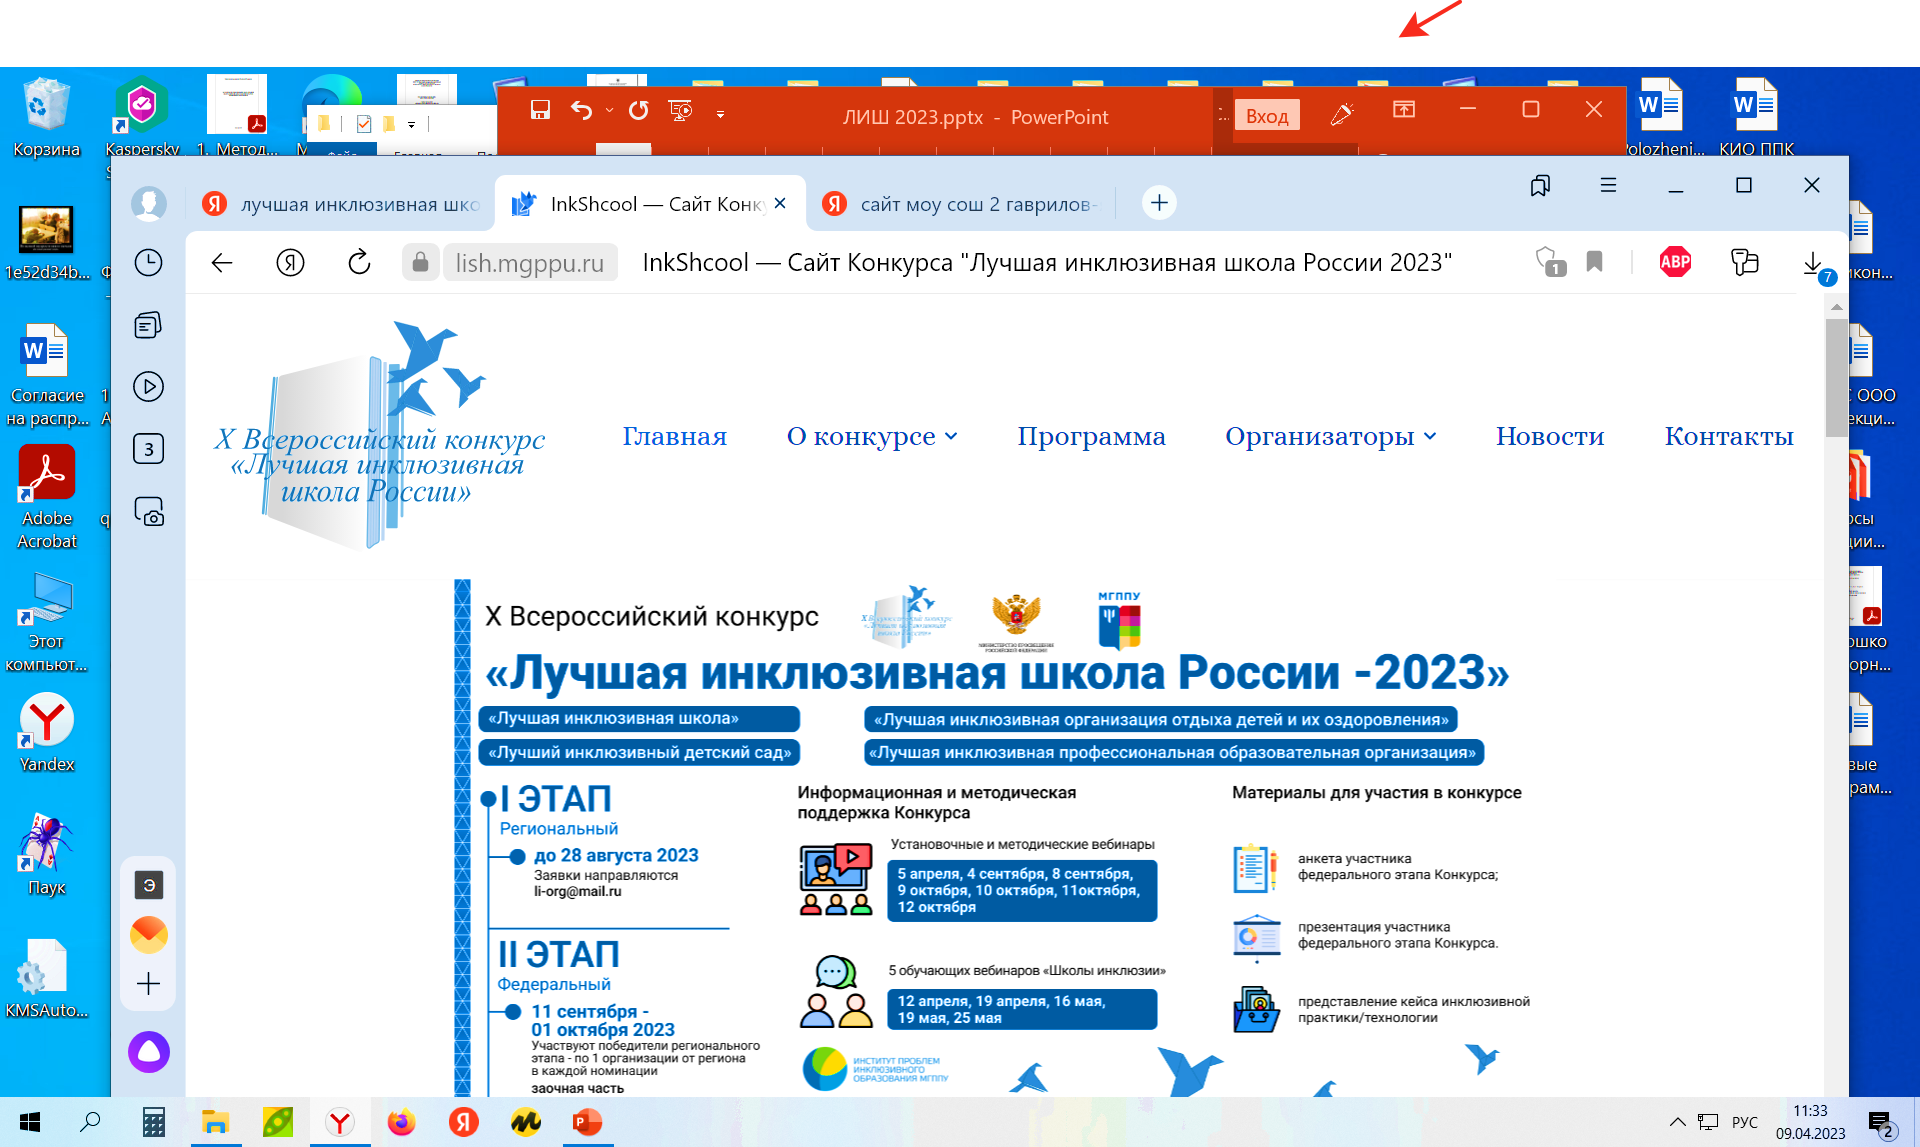 Корзина
Kaspersky
1. Метод...
ЛИШ 2023.pptx - PowerPoint
Вход
КИО ППК
лучшая инклюзивная шко
InkShcool — Сайт Конку
сайт моу сош 2 гаврилов-
lish.mgppu.ru
InkShcool — Сайт Конкурса "Лучшая инклюзивная школа России 2023"
1
ABP
7
1e52d34b...
Согласие
на распр...
Adobe
Acrobat
Этот
компьют...
Yandex
Паук
KMSAuto...
3
Э
X Всероссийский конкурс
«Лучшая инклюзивная
школа России»
Главная
О конкурсе
Программа
Организаторы
Новости
Контакты
X Всероссийский конкурс
МГППУ
«Лучшая инклюзивная школа России -2023»
«Лучшая инклюзивная школа»
«Лучшая инклюзивная организация отдыха детей и их оздоровления»
«Лучший инклюзивный детский сад»
«Лучшая инклюзивная профессиональная образовательная организация»
I ЭТАП
Региональный
до 28 августа 2023
Заявки направляются
li-org@mail.ru
II ЭТАП
Федеральный
11 сентября -
01 октября 2023
Участвуют победители регионального
этапа - по 1 организации от региона
в каждой номинации
заочная часть
Информационная и методическая
поддержка Конкурса
Установочные и методические вебинары
5 апреля, 4 сентября, 8 сентября,
9 октября, 10 октября, 11октября,
12 октября
5 обучающих вебинаров «Школы инклюзии»
12 апреля, 19 апреля, 16 мая,
19 мая, 25 мая
ИНСТИТУТ ПРОБЛЕМ
ИНКЛЮЗИВНОГО
ОБРАЗОВАНИЯ МГППУ
Материалы для участия в конкурсе
анкета участника
федерального этапа Конкурса;
презентация участника
федерального этапа Конкурса.
представление кейса инклюзивной
практики/технологии
РУС
11:33
09.04.2023
2